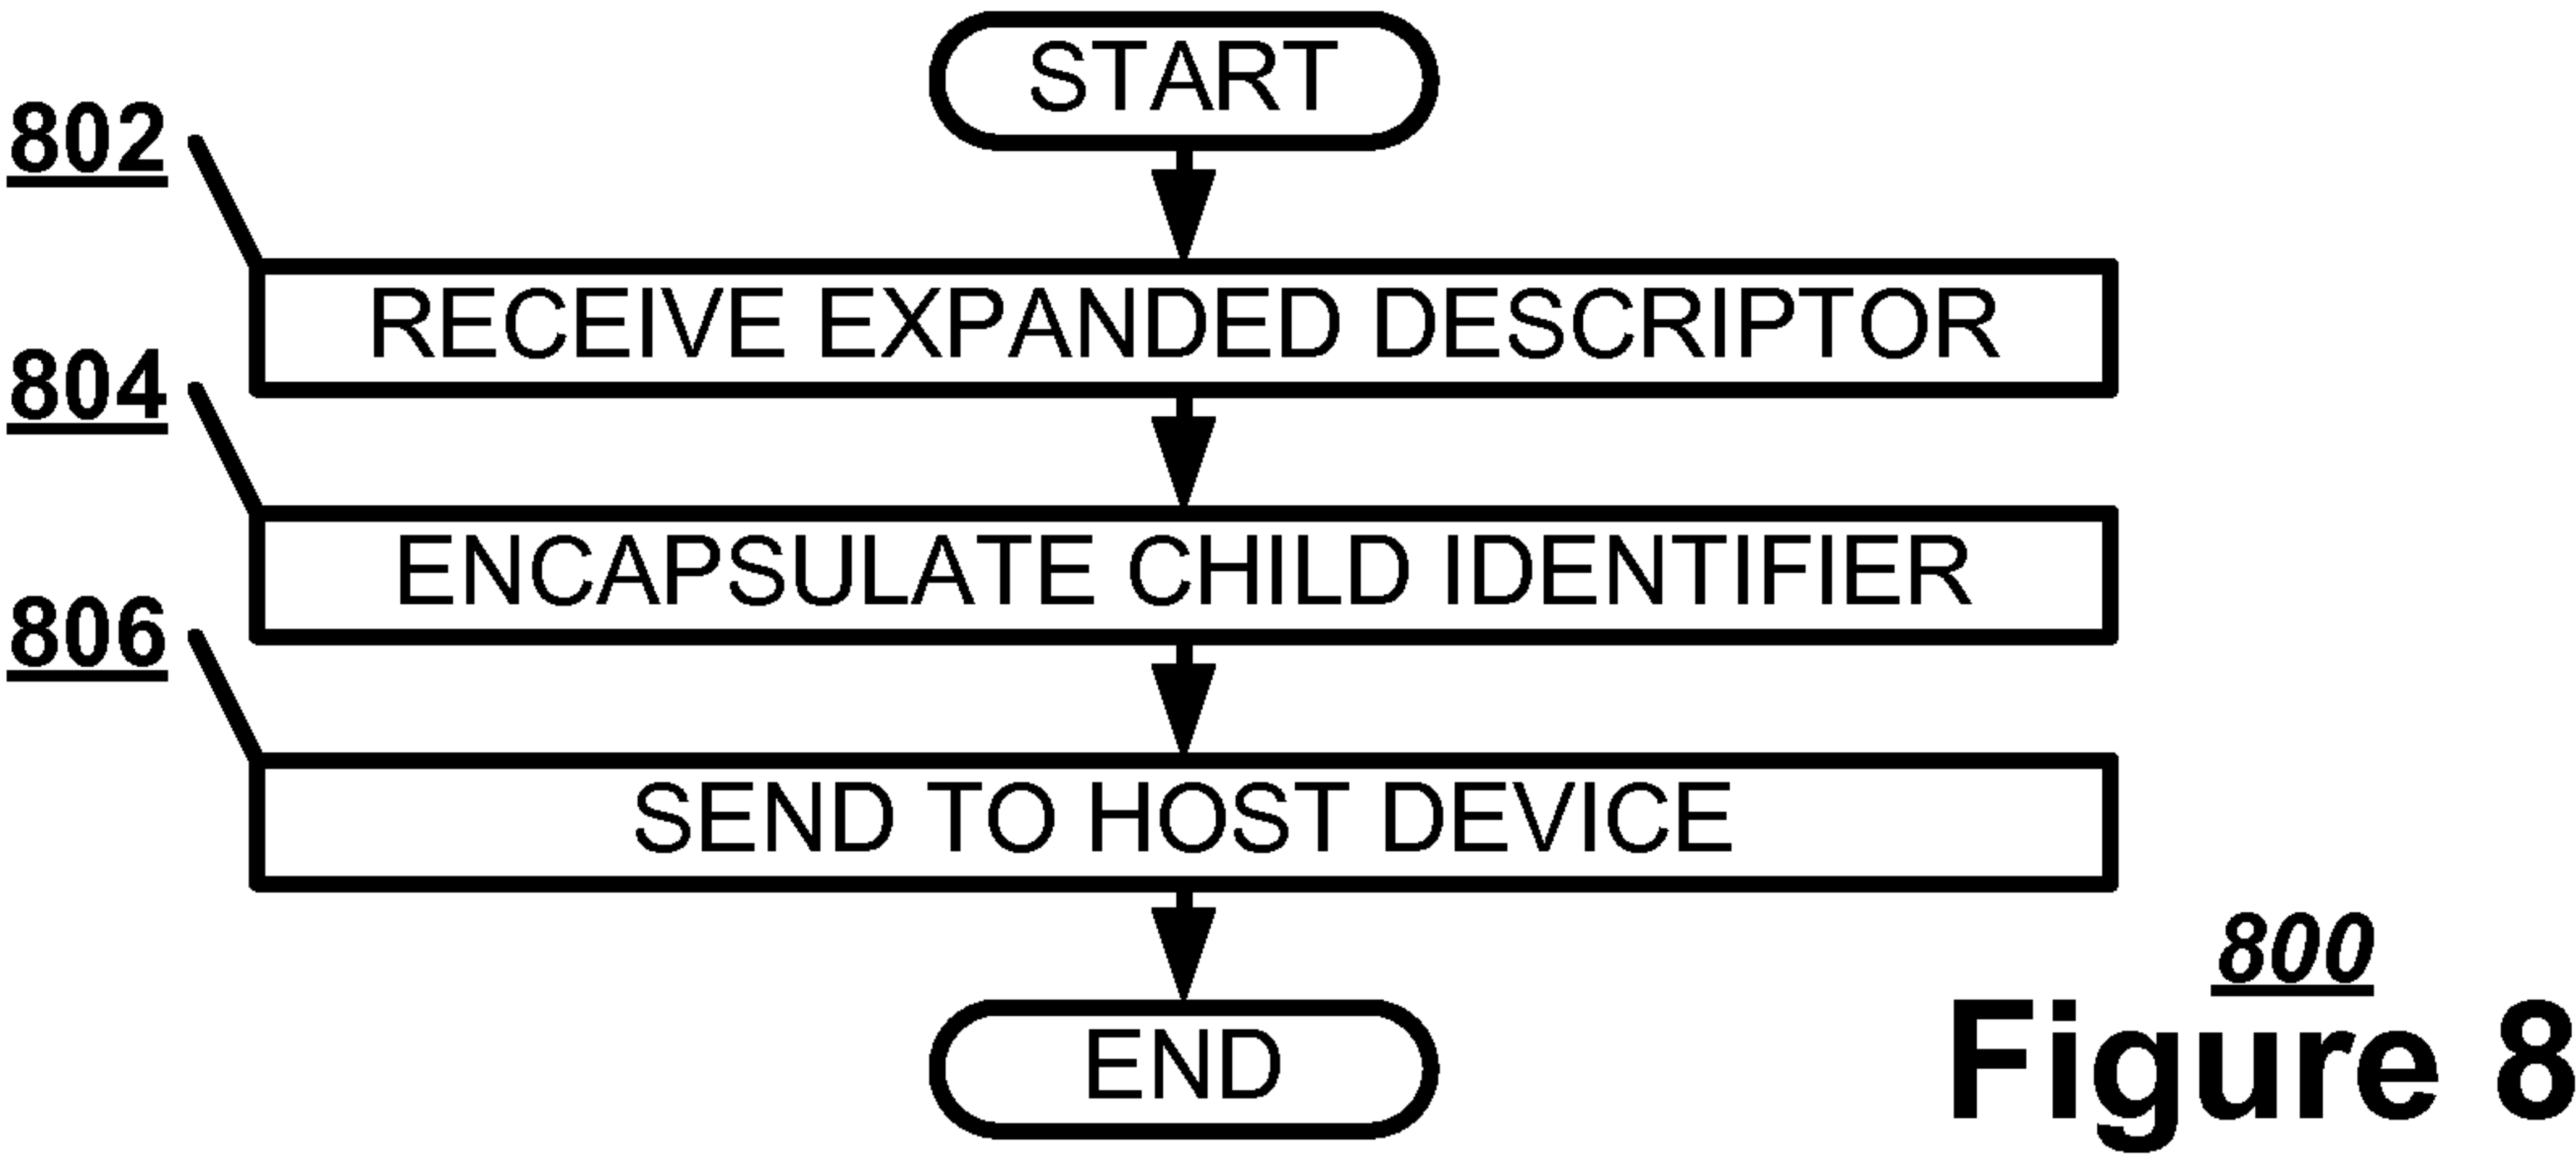 START
802
RECEIVE EXPANDED DESCRIPTOR
804
ENCAPSULATE CHILD IDENTIFIER
806
SEND TO HOST DEVICE
END
800
Figure 8